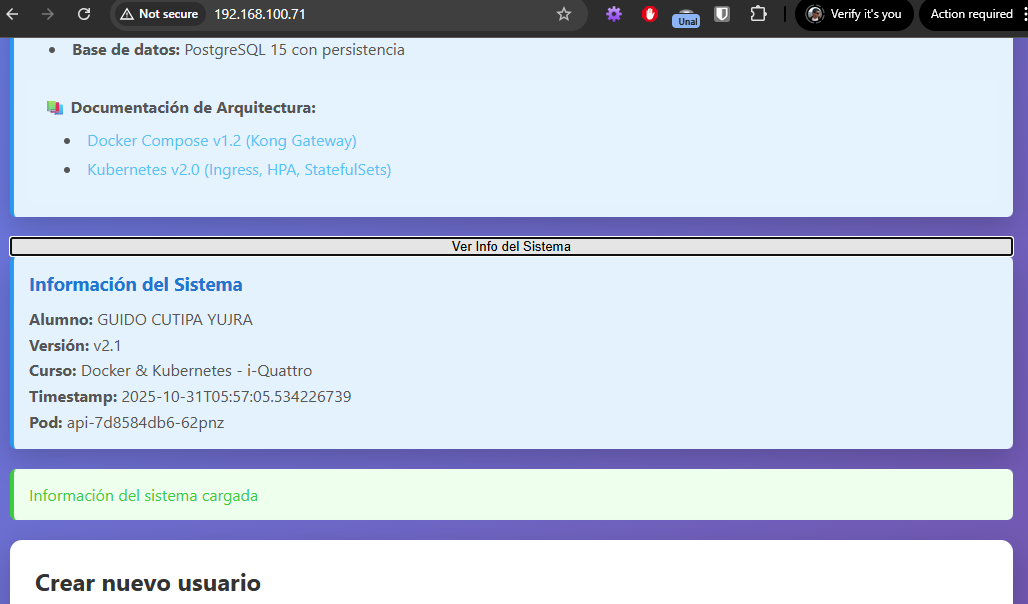 Not secure
192.168.100.71
Unal
Verify it's you
Action required
Base de datos: PostgreSQL 15 con persistencia
Documentación de Arquitectura:
Docker Compose v1.2 (Kong Gateway)
Kubernetes v2.0 (Ingress, HPA, StatefulSets)
Ver Info del Sistema
Información del Sistema
Alumno: GUIDO CUTIPA YUJRA
Versión: v2.1
Curso: Docker & Kubernetes - i-Quattro
Timestamp: 2025-10-31T05:57:05.534226739
Pod: api-7d8584db6-62pnz
Información del sistema cargada
Crear nuevo usuario